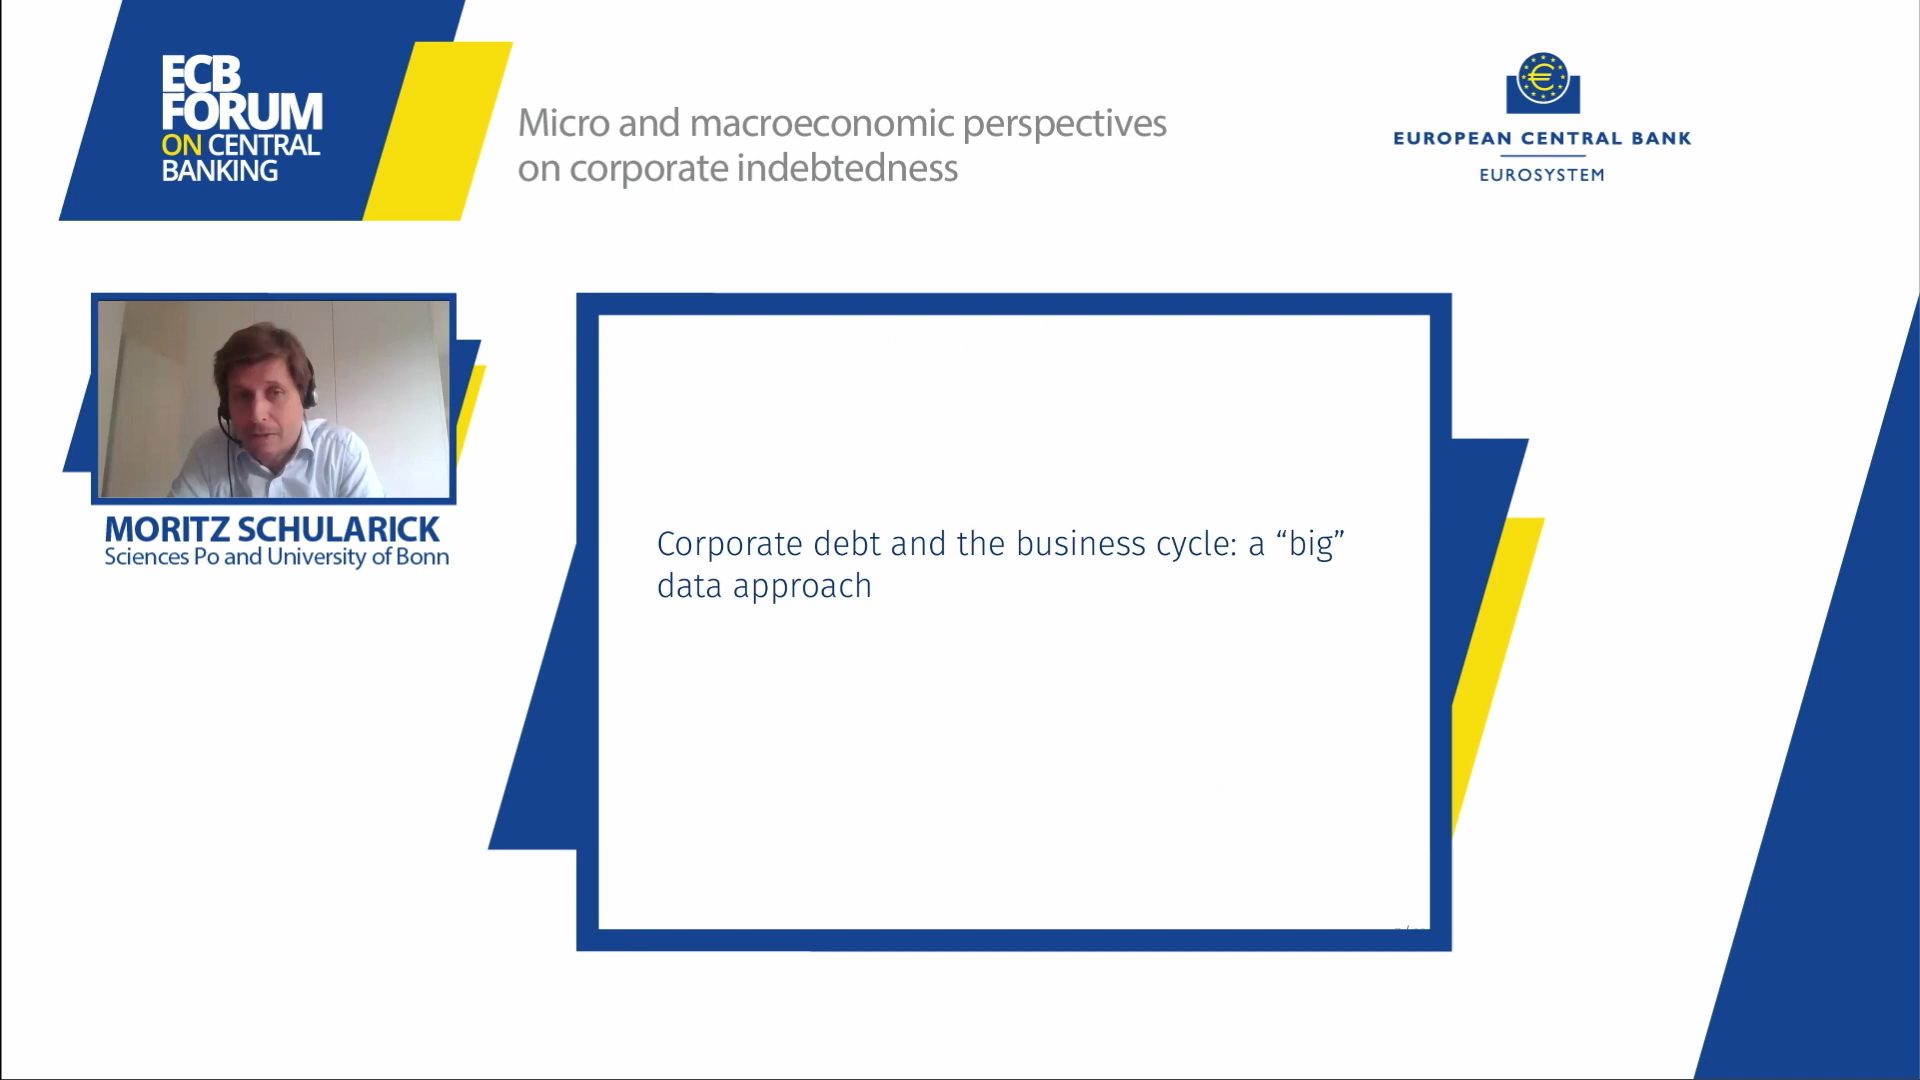 ECB
FORUM
ON CENTRAL
BANKING
Micro and macroeconomic perspectives
on corporate indebtedness
€
EUROPEAN CENTRAL BANK
EUROSYSTEM
MORITZ SCHULARICK
Sciences Po and University of Bonn
Corporate debt and the business cycle: a “big”
data approach